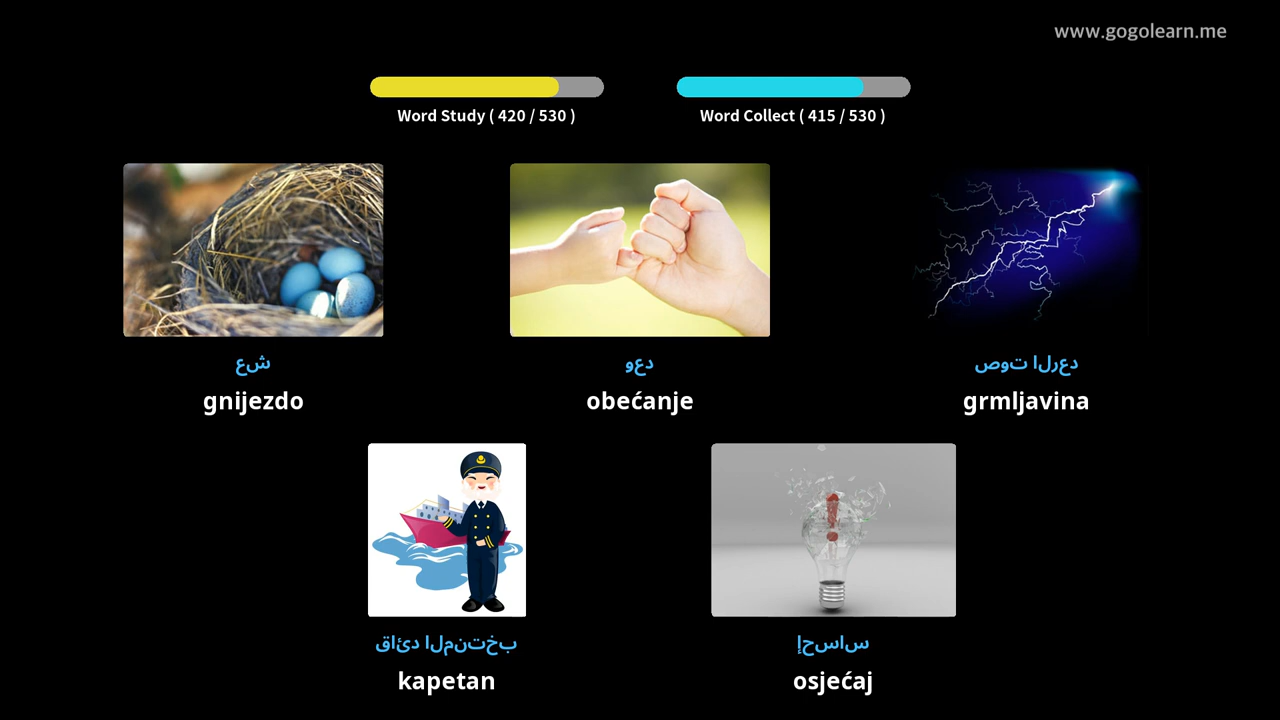 www.gogolearn.me
Word Study ( 420 / 530 )
Word Collect ( 415 / 530 )
عش
gnijezdo
وعد
obećanje
صوت الرعد
grmljavina
قائد المنتخب
kapetan
إحساس
osjećaj